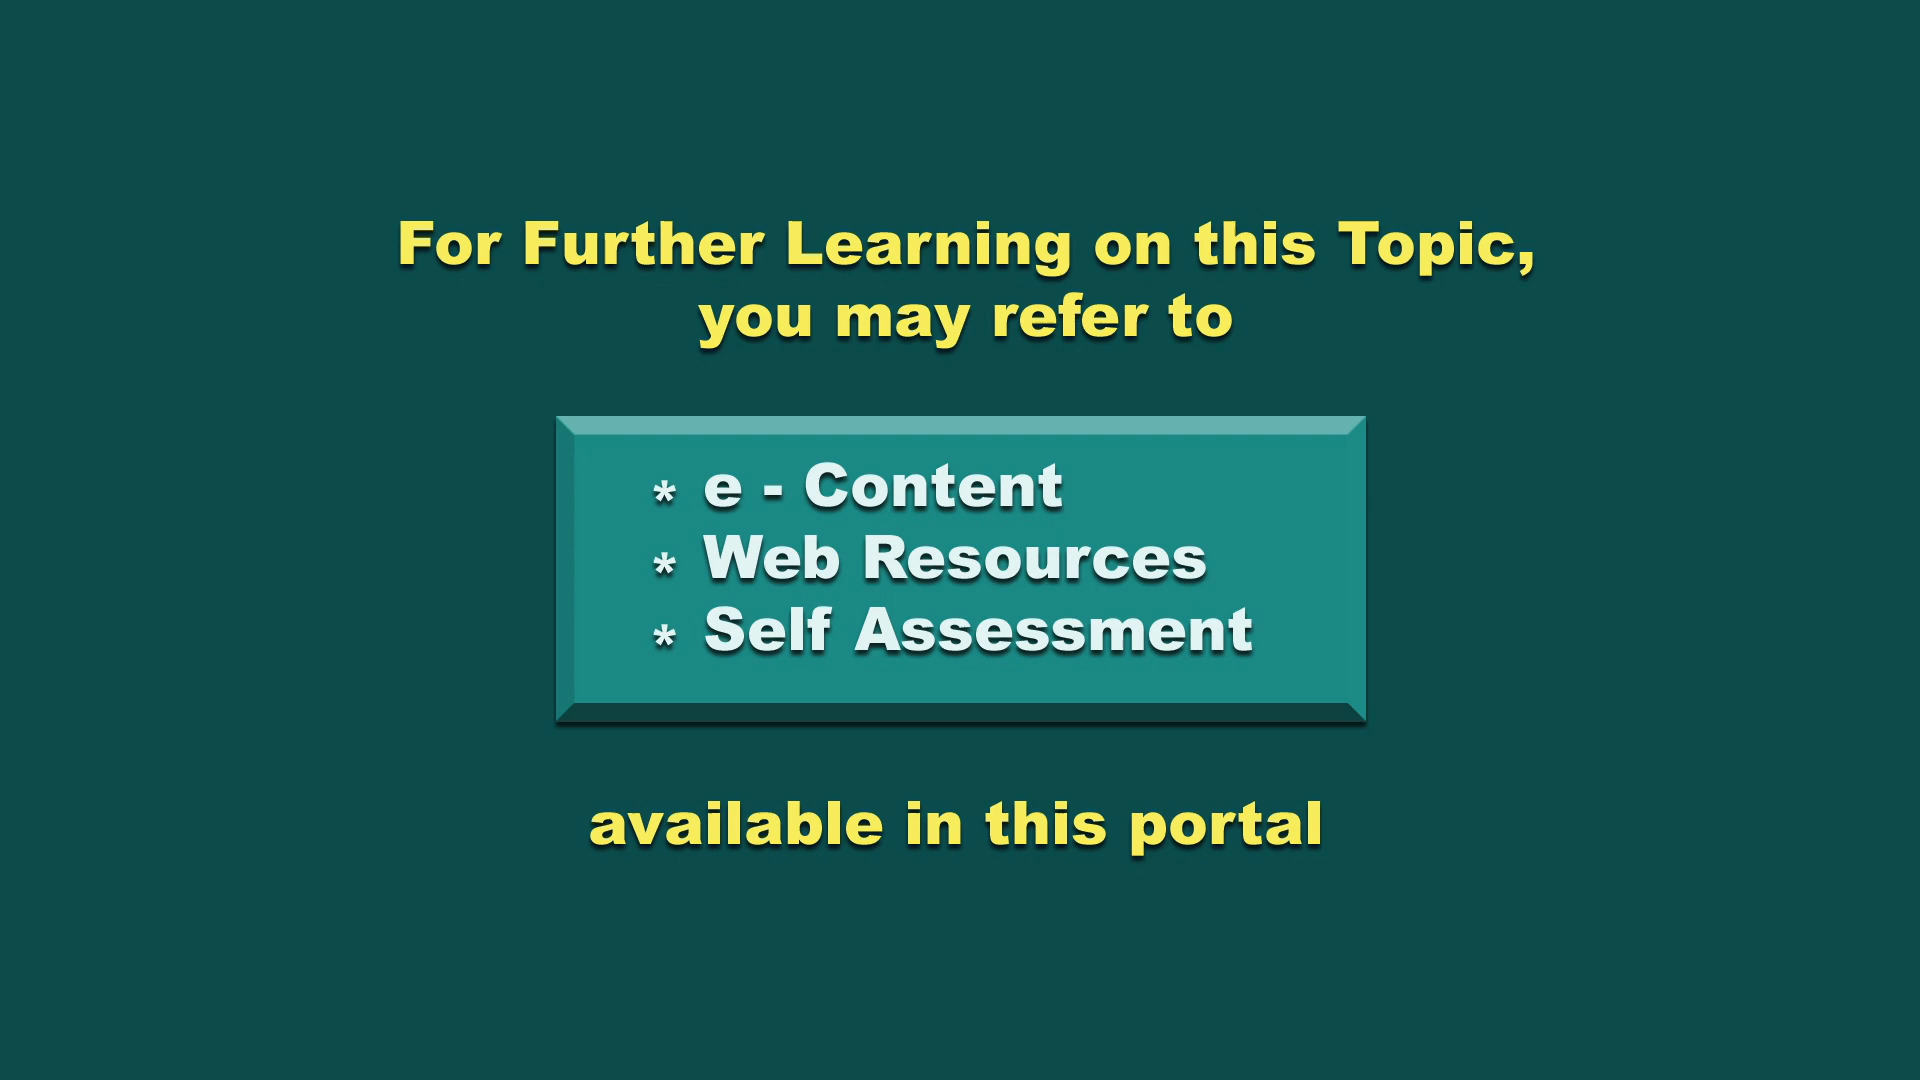 For Further Learning on this Topic,
you may refer to
* e - Content
* Web Resources
* Self Assessment
available in this portal